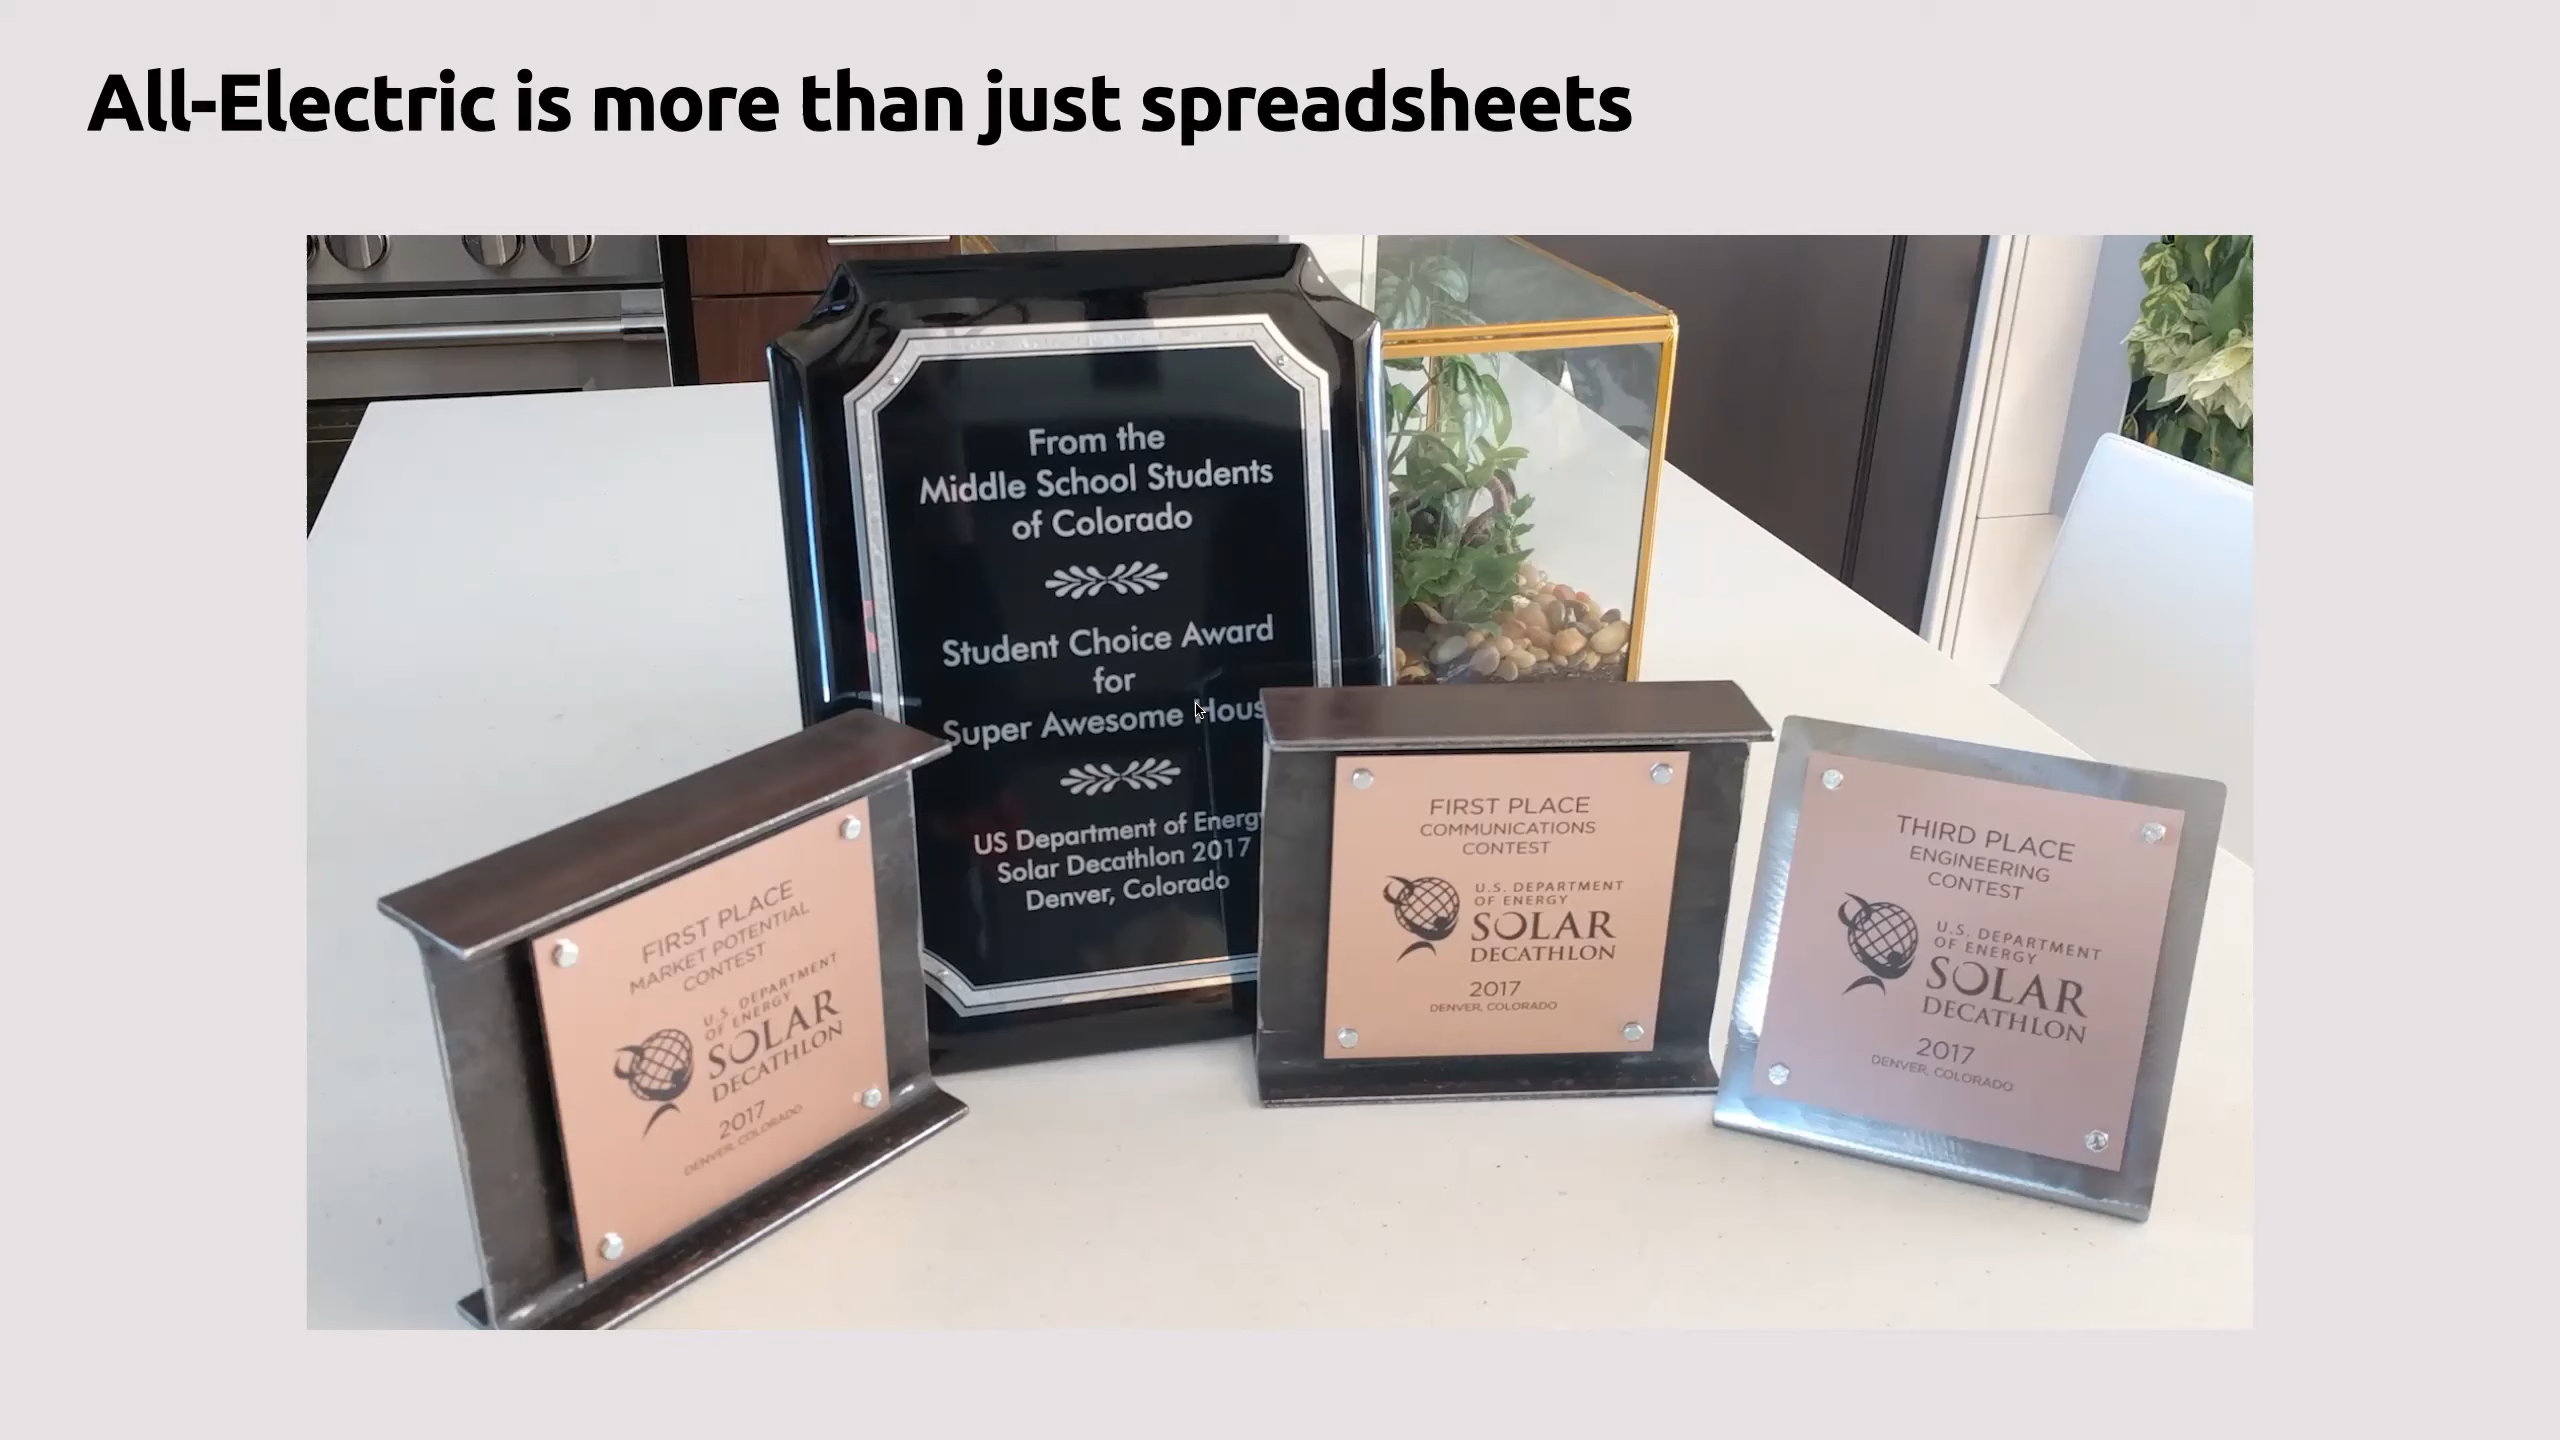 All-Electric is more than just spreadsheets
From the
Middle School Students
of Colorado
Student Choice Award
for
Super Awesome Hous
US Department of Energy
Solar Decathlon 2017
Denver, Colorado
FIRST PLACE
MARKET POTENTIAL
CONTEST
U.S. DEPARTMENT
OF ENERGY
SOLAR
DECATHLON
2017
DENVER, COLORADO
FIRST PLACE
COMMUNICATIONS
CONTEST
U.S. DEPARTMENT
OF ENERGY
SOLAR
DECATHLON
2017
DENVER, COLORADO
THIRD PLACE
ENGINEERING
CONTEST
U.S. DEPARTMENT
OF ENERGY
SOLAR
DECATHLON
2017
DENVER, COLORADO